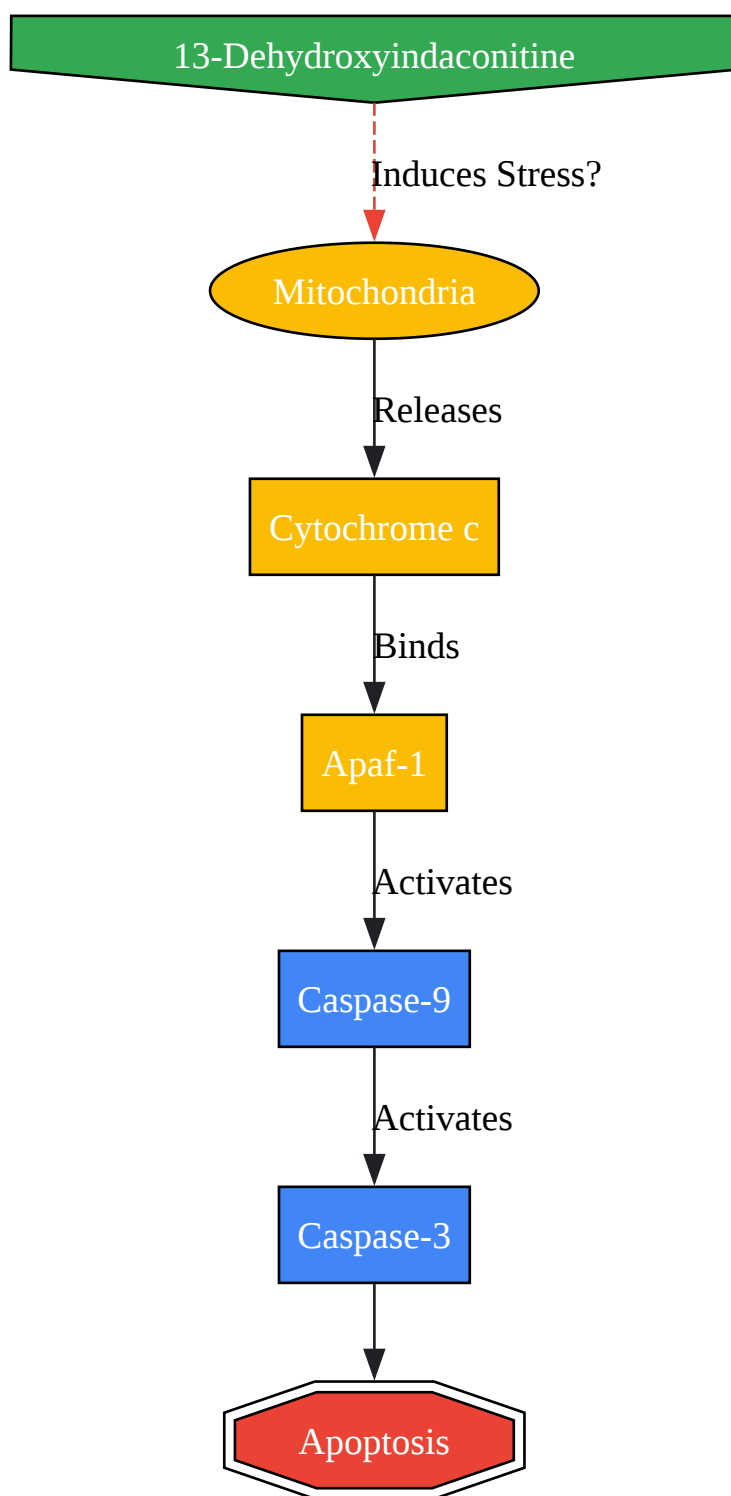 13-Dehydroxyindaconitine
Induces Stress?
Mitochondria
Releases
Cytochrome c
Binds
Apaf-1
Activates
Caspase-9
Activates
Caspase-3
Apoptosis